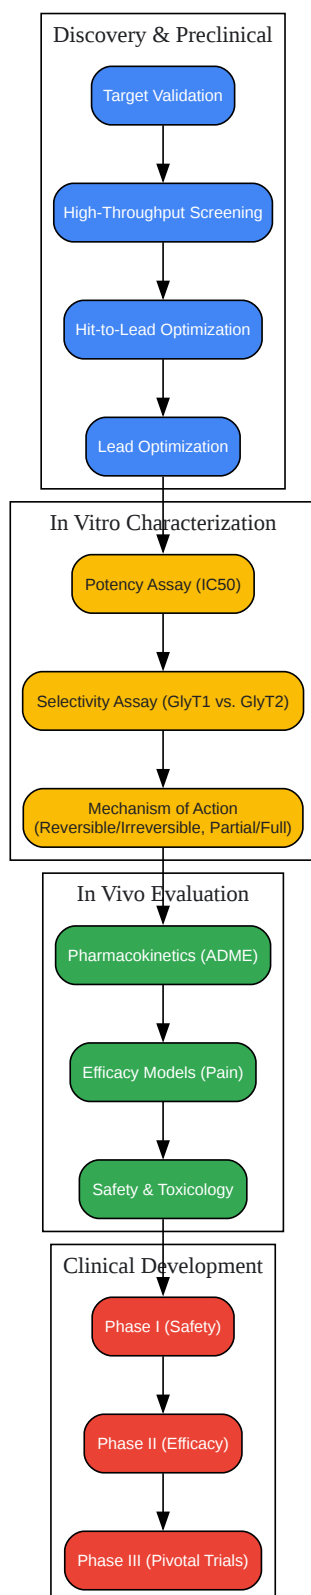 Discovery & Preclinical
Target Validation
High-Throughput Screening
Hit-to-Lead Optimization
Lead Optimization
In Vitro Characterization
Potency Assay (IC50)
Selectivity Assay (GlyT1 vs. GlyT2)
Mechanism of Action
(Reversible/Irreversible, Partial/Full)
In Vivo Evaluation
Pharmacokinetics (ADME)
Efficacy Models (Pain)
Safety & Toxicology
Clinical Development
Phase I (Safety)
Phase II (Efficacy)
Phase III (Pivotal Trials)